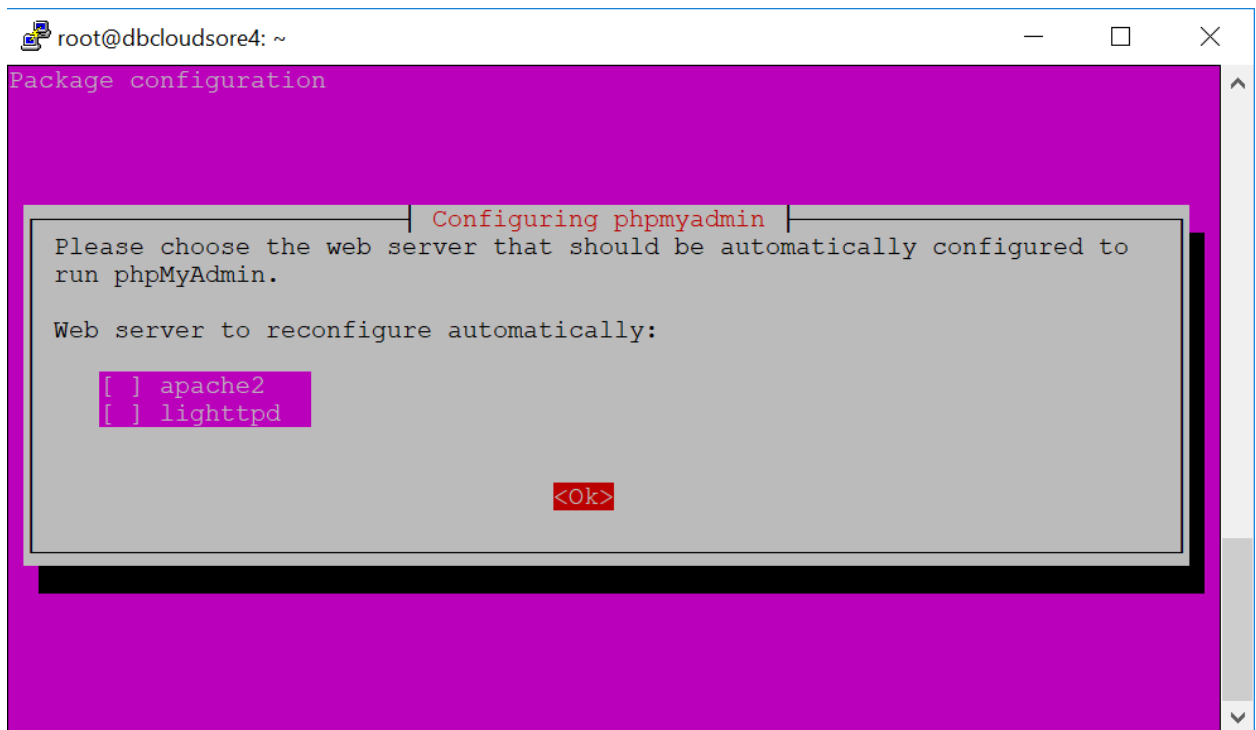 root@dbcloudsore4: ~
Package configuration
Configuring phpmyadmin
Please choose the web server that should be automatically configured to
run phpMyAdmin.
Web server to reconfigure automatically:
[ ] apache2
[ ] lighttpd
<Ok>